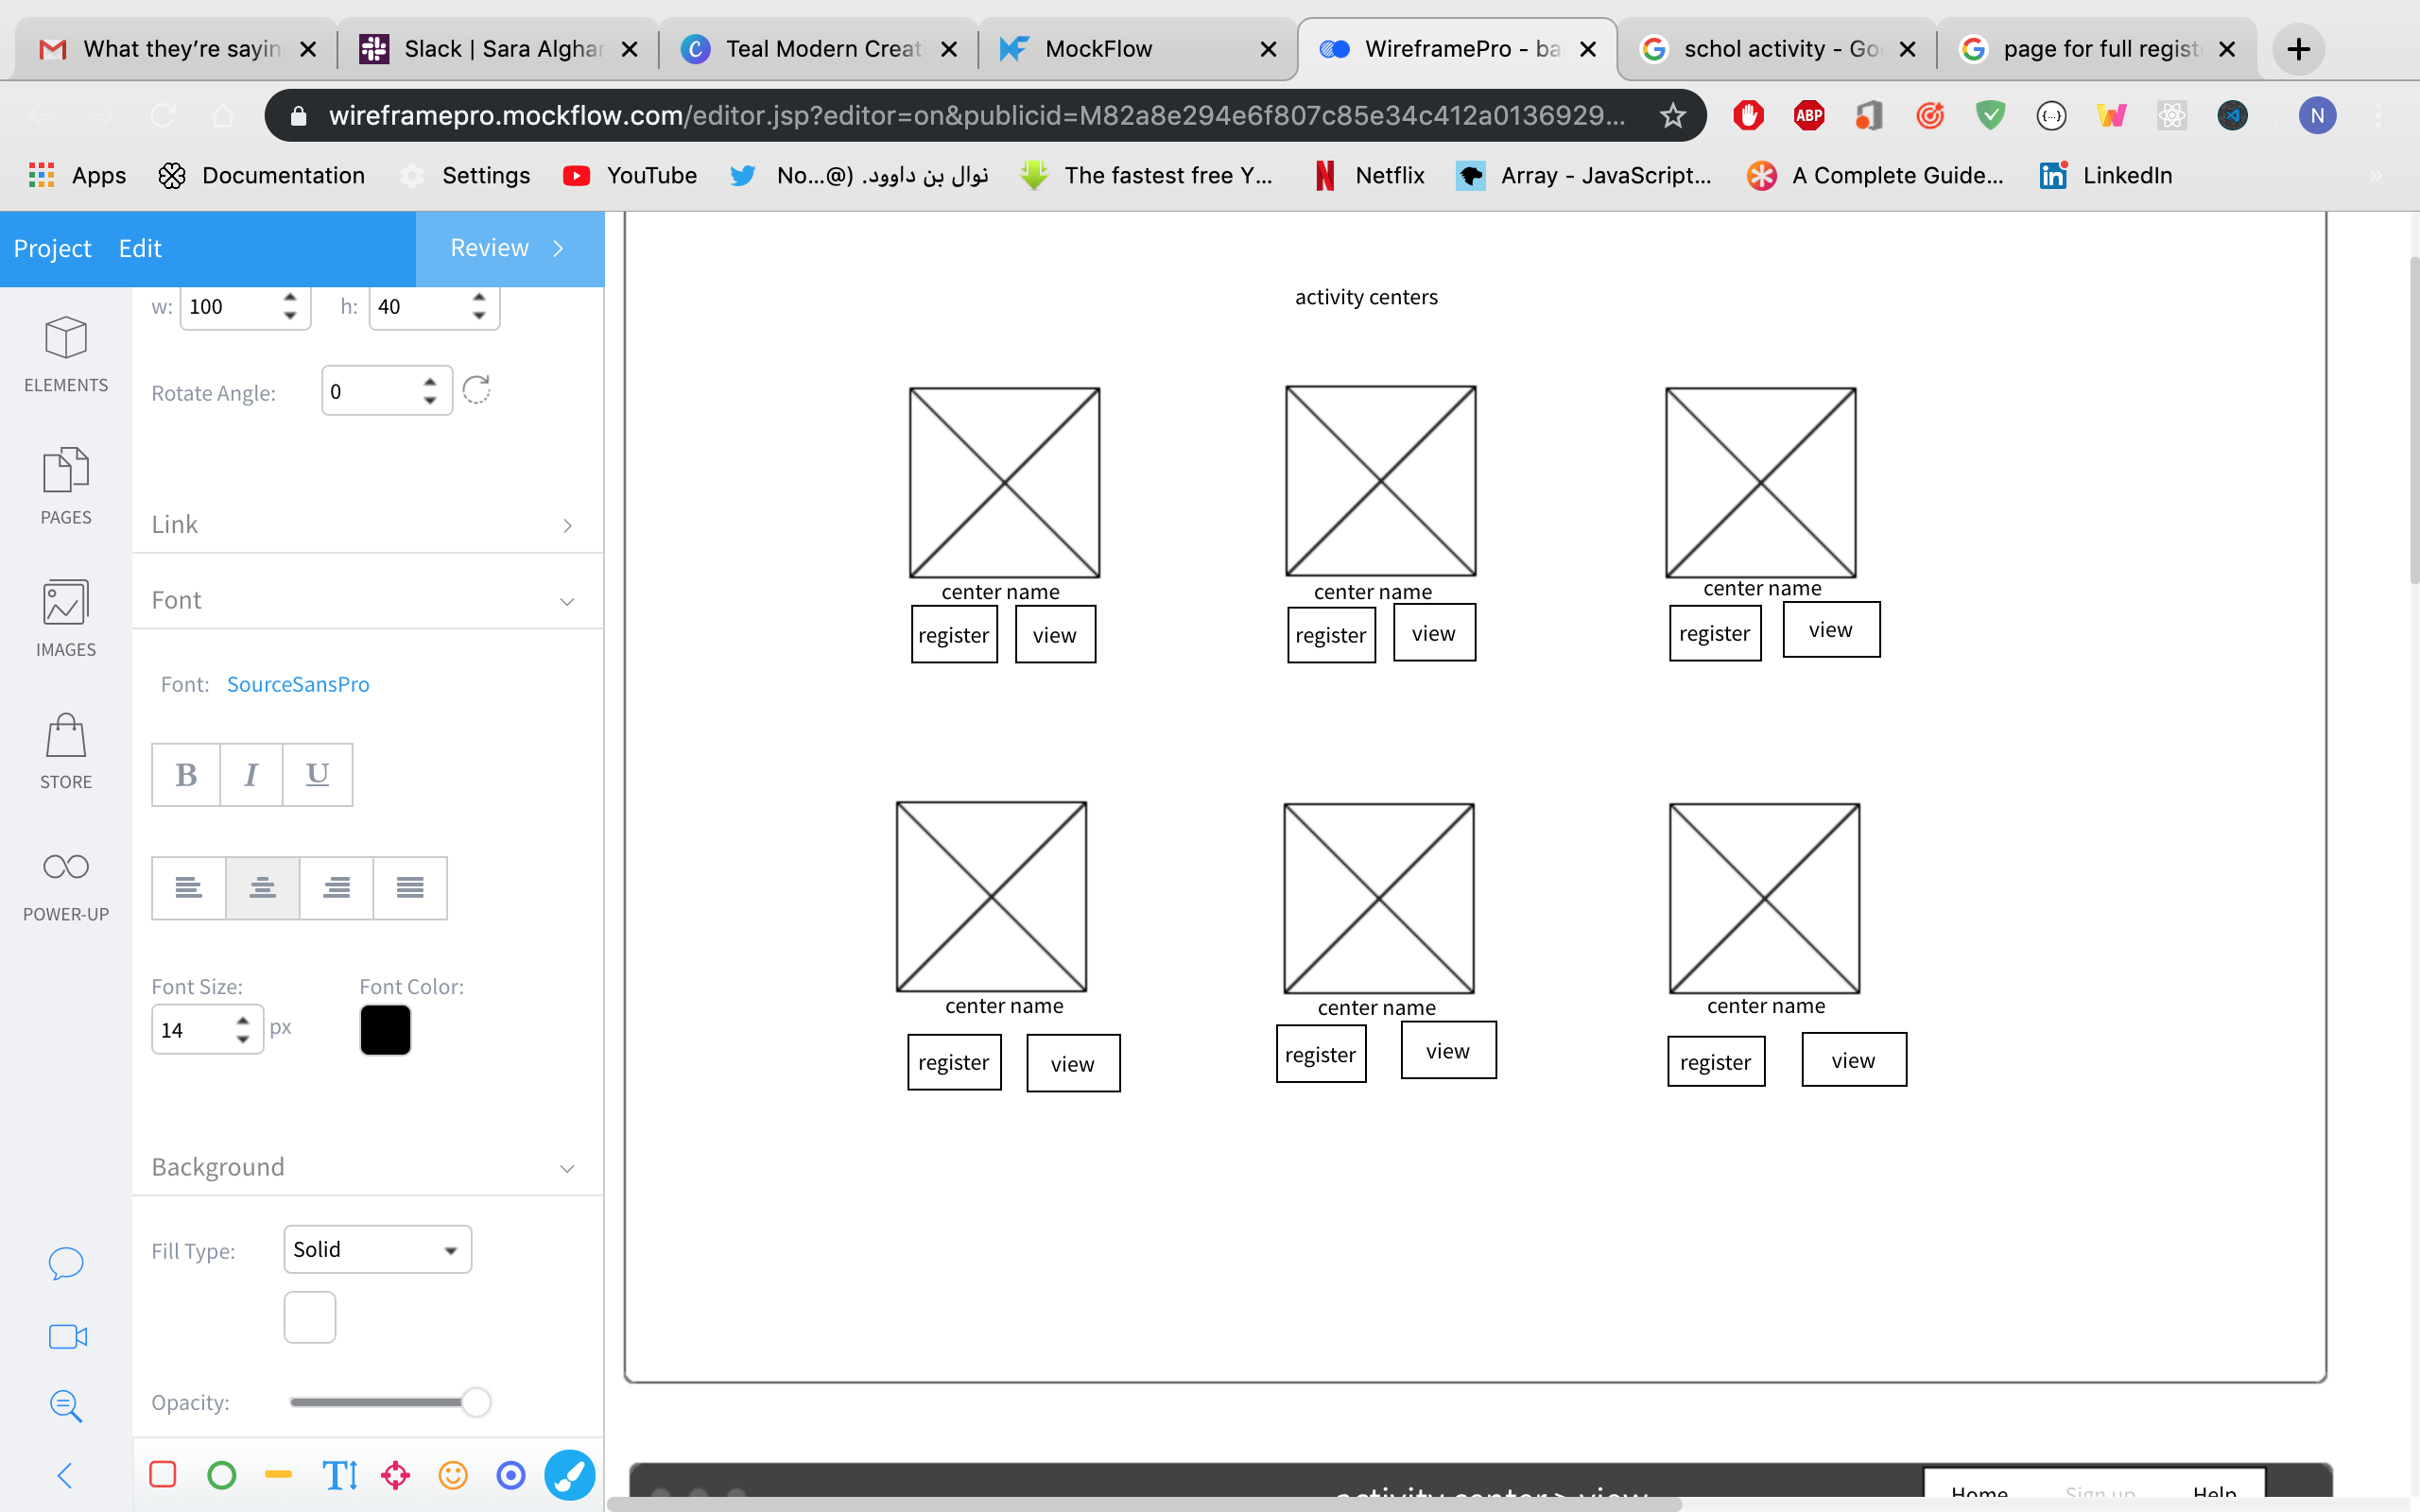 What they're sayin
Slack | Sara Alghar
Teal Modern Creat
MockFlow
WireframePro - ba
schol activity - Go
page for full regist
wireframepro.mockflow.com/editor.jsp?editor=on&publicid=M82a8e294e6f807c85e34c412a0136929...
ABP
N
Apps
Documentation
Settings
YouTube
No...@) .نوال بن داوود
The fastest free Y...
Netflix
Array - JavaScript...
A Complete Guide...
LinkedIn
Project Edit Review
w: 100 h: 40
Rotate Angle: 0
Link
Font
Font: SourceSansPro
B I U
Font Size: Font Color:
14 px
Background
Fill Type: Solid
Opacity:
ELEMENTS
PAGES
IMAGES
STORE
POWER-UP
activity centers
center name center name center name
register view register view register view
center name center name center name
register view register view register view
activity center > view
Home Sign up Help